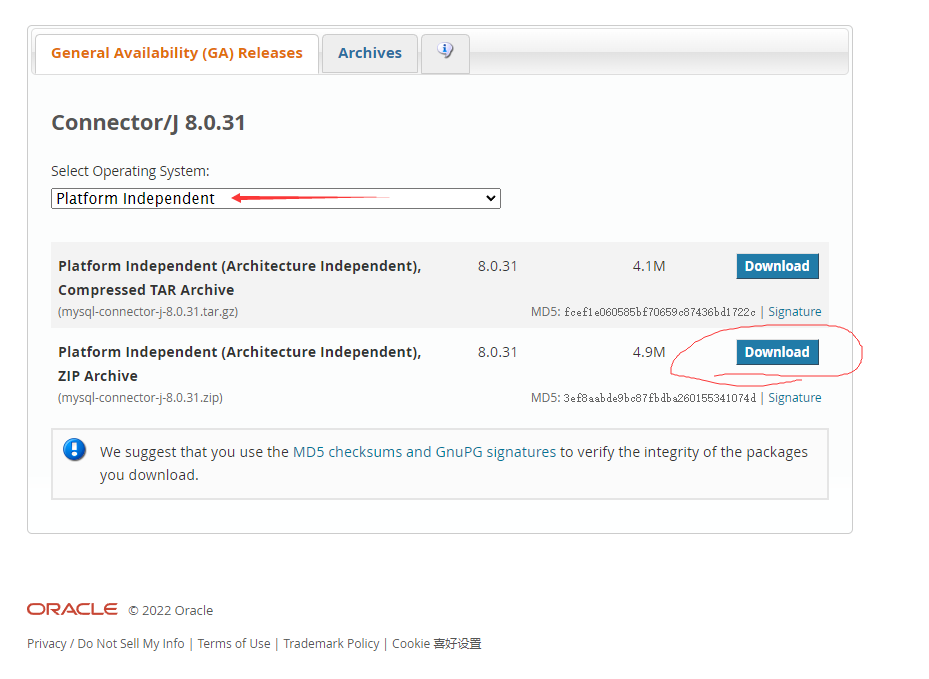 General Availability (GA) Releases
Archives
Connector/J 8.0.31
Select Operating System:
Platform Independent
Platform Independent (Architecture Independent), 8.0.31 4.1M Download
Compressed TAR Archive
(mysql-connector-j-8.0.31.tar.gz) MD5: fcef1e060585bf70659c87436bd1722c | Signature
Platform Independent (Architecture Independent), 8.0.31 4.9M Download
ZIP Archive
(mysql-connector-j-8.0.31.zip) MD5: 3ef8aabde9bc87fbdba260155341074d | Signature
We suggest that you use the MD5 checksums and GnuPG signatures to verify the integrity of the packages
you download.
ORACLE © 2022 Oracle
Privacy / Do Not Sell My Info | Terms of Use | Trademark Policy | Cookie 喜好设置